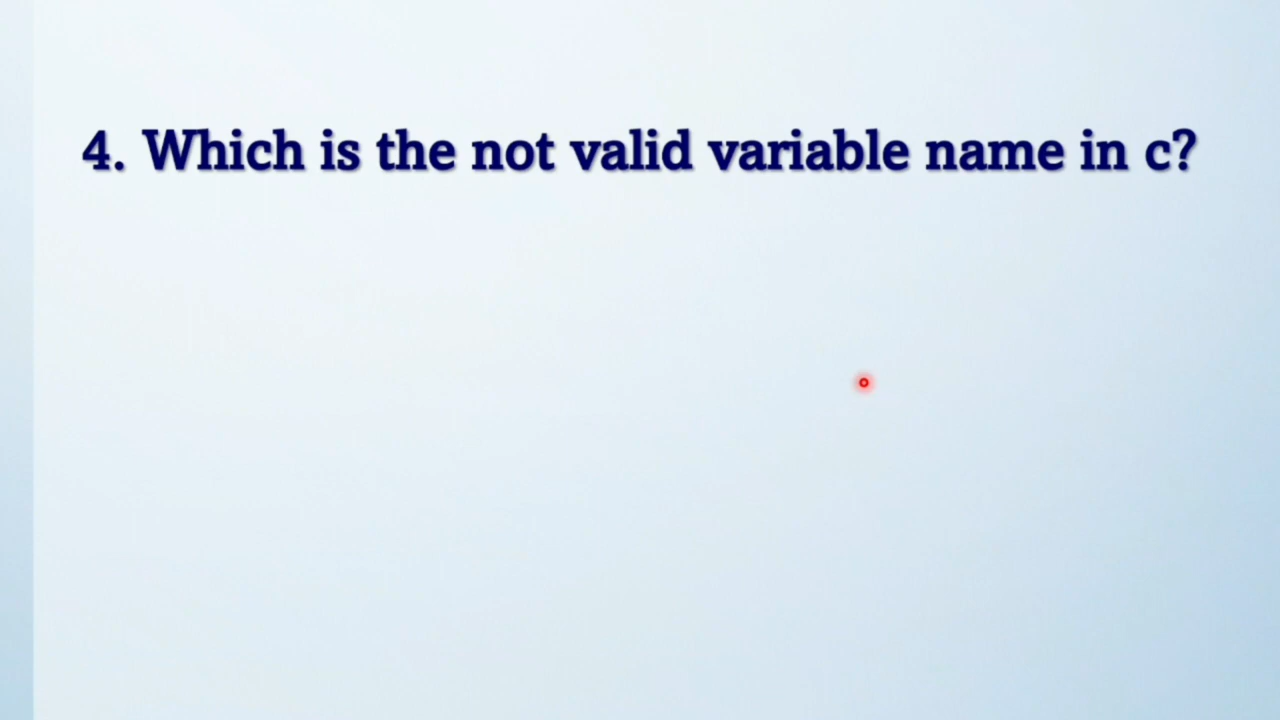 4. Which is the not valid variable name in c?